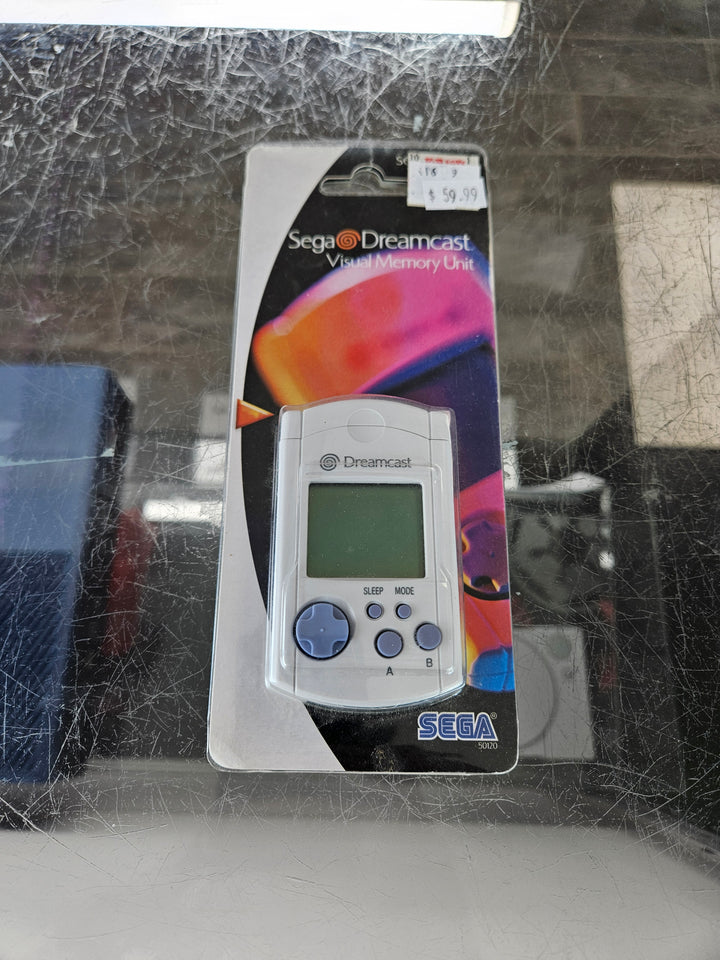 $ 59.99
Sega Dreamcast
Visual Memory Unit
Dreamcast
SLEEP MODE
A
B
SEGA®
50120